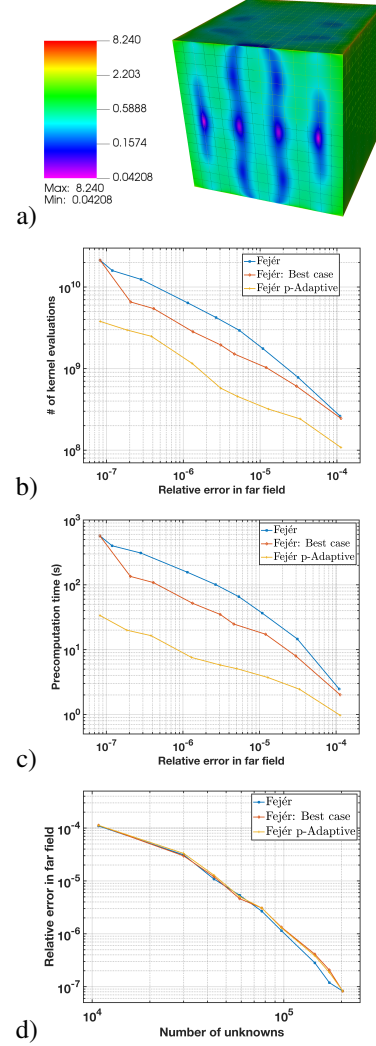 8.240
2.203
0.5888
0.1574
0.04208
Max: 8.240
Min: 0.04208
a)
Fejér
Fejér: Best case
Fejér p-Adaptive
10^10
10^9
10^8
# of kernel evaluations
10^-7 10^-6 10^-5 10^-4
Relative error in far field
b)
Fejér
Fejér: Best case
Fejér p-Adaptive
10^3
10^2
10^1
10^0
Precomputation time (s)
10^-7 10^-6 10^-5 10^-4
Relative error in far field
c)
Fejér
Fejér: Best case
Fejér p-Adaptive
10^-4
10^-5
10^-6
10^-7
Relative error in far field
10^4 10^5
Number of unknowns
d)